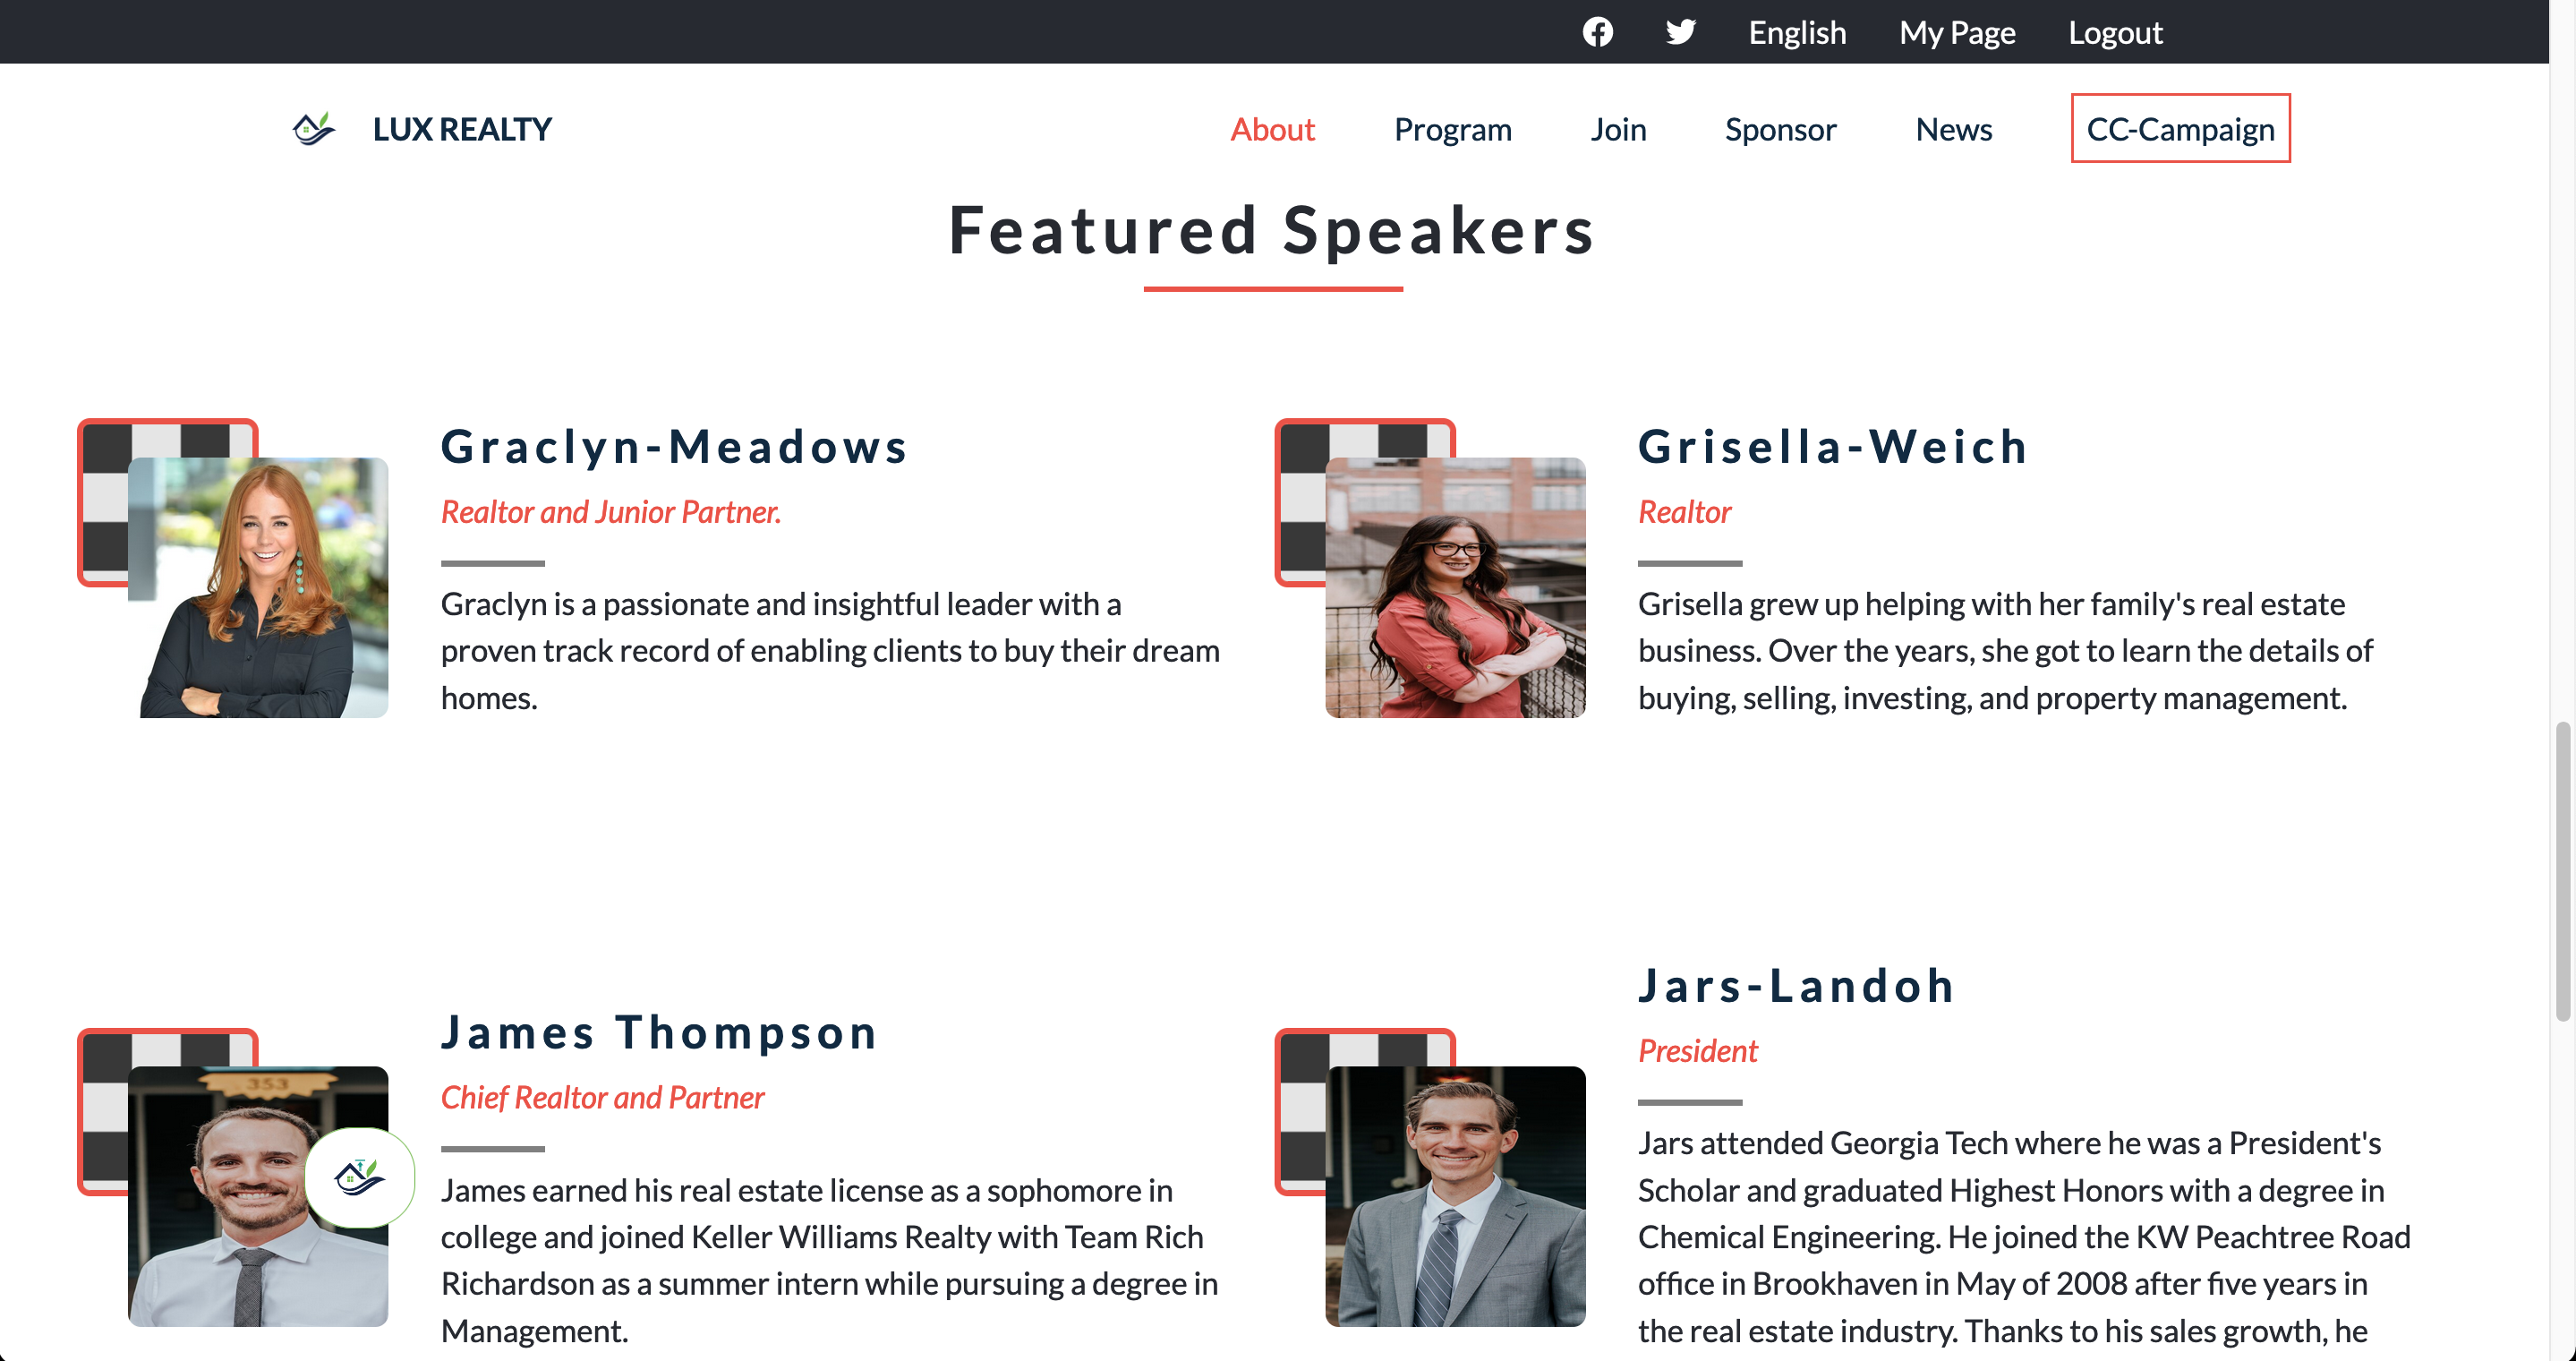 English My Page Logout
LUX REALTY About Program Join Sponsor News CC-Campaign
Featured Speakers
Graclyn-Meadows
Realtor and Junior Partner.
Graclyn is a passionate and insightful leader with a
proven track record of enabling clients to buy their dream
homes.
Grisella-Weich
Realtor
Grisella grew up helping with her family's real estate
business. Over the years, she got to learn the details of
buying, selling, investing, and property management.
353
James Thompson
Chief Realtor and Partner
James earned his real estate license as a sophomore in
college and joined Keller Williams Realty with Team Rich
Richardson as a summer intern while pursuing a degree in
Management.
Jars-Landoh
President
Jars attended Georgia Tech where he was a President's
Scholar and graduated Highest Honors with a degree in
Chemical Engineering. He joined the KW Peachtree Road
office in Brookhaven in May of 2008 after five years in
the real estate industry. Thanks to his sales growth, he